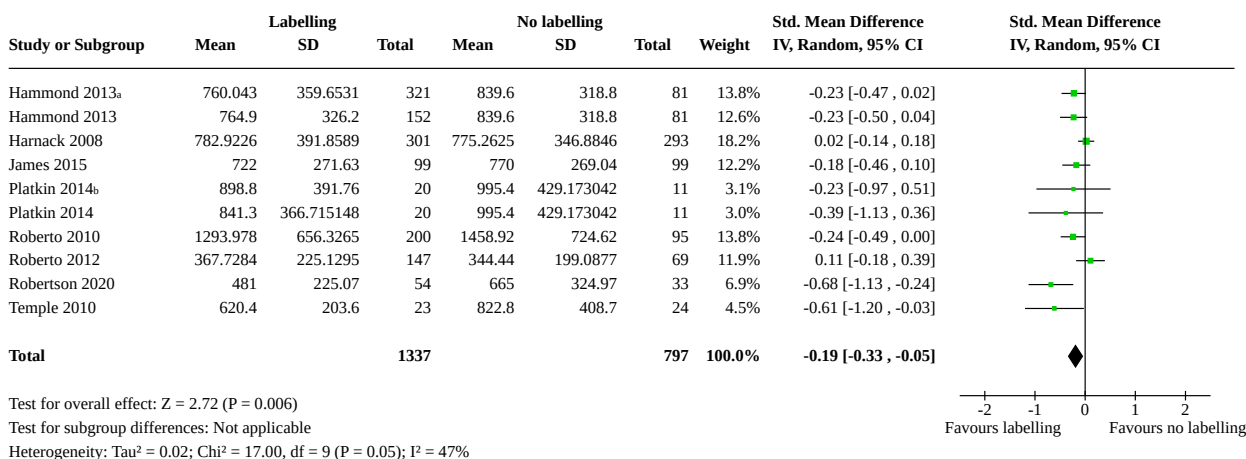 Labelling No labelling Std. Mean Difference Std. Mean Difference
Study or Subgroup Mean SD Total Mean SD Total Weight IV, Random, 95% CI IV, Random, 95% CI
Hammond 2013a 760.043 359.6531 321 839.6 318.8 81 13.8% -0.23 [-0.47 , 0.02]
Hammond 2013 764.9 326.2 152 839.6 318.8 81 12.6% -0.23 [-0.50 , 0.04]
Harnack 2008 782.9226 391.8589 301 775.2625 346.8846 293 18.2% 0.02 [-0.14 , 0.18]
James 2015 722 271.63 99 770 269.04 99 12.2% -0.18 [-0.46 , 0.10]
Platkin 2014b 898.8 391.76 20 995.4 429.173042 11 3.1% -0.23 [-0.97 , 0.51]
Platkin 2014 841.3 366.715148 20 995.4 429.173042 11 3.0% -0.39 [-1.13 , 0.36]
Roberto 2010 1293.978 656.3265 200 1458.92 724.62 95 13.8% -0.24 [-0.49 , 0.00]
Roberto 2012 367.7284 225.1295 147 344.44 199.0877 69 11.9% 0.11 [-0.18 , 0.39]
Robertson 2020 481 225.07 54 665 324.97 33 6.9% -0.68 [-1.13 , -0.24]
Temple 2010 620.4 203.6 23 822.8 408.7 24 4.5% -0.61 [-1.20 , -0.03]
Total 1337 797 100.0% -0.19 [-0.33 , -0.05]
Test for overall effect: Z = 2.72 (P = 0.006)
-2 -1 0 1 2
Test for subgroup differences: Not applicable
Favours labelling Favours no labelling
Heterogeneity: Tau² = 0.02; Chi² = 17.00, df = 9 (P = 0.05); I² = 47%